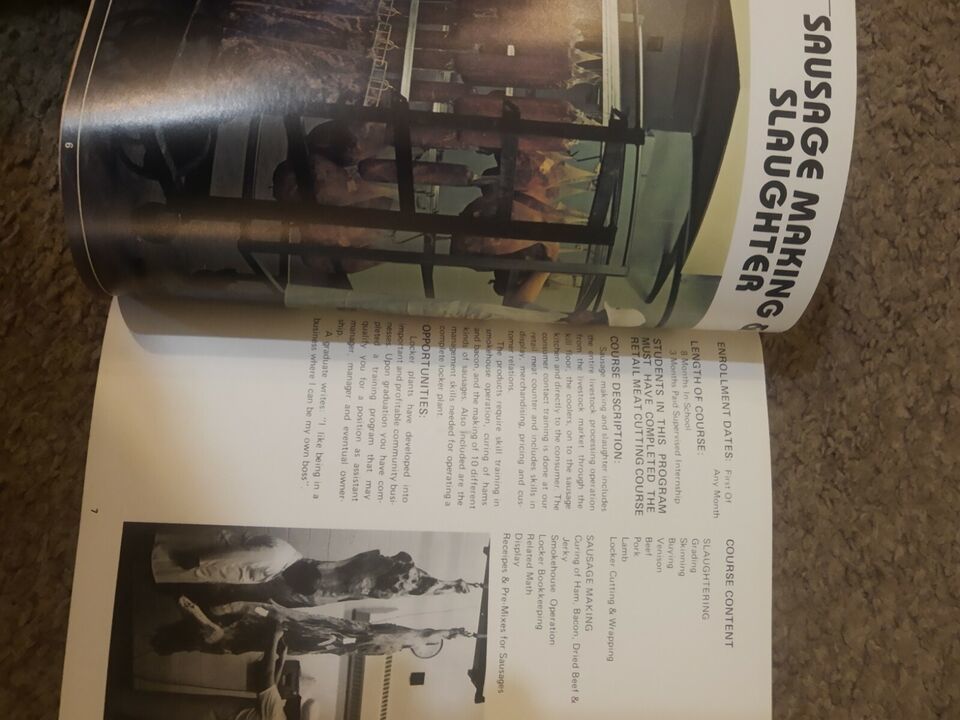 SAUSAGE MAKING &
SLAUGHTER
6
ENROLLMENT DATES: First Of
Any Month
LENGTH OF COURSE:
8 Months In School
3 Months Paid Supervised Internship
STUDENTS IN THIS PROGRAM
MUST HAVE COMPLETED THE
RETAIL MEAT CUTTING COURSE
COURSE DESCRIPTION:
Sausage making and slaughter includes
the entire livestock processing operation
from the livestock market through the
kill floor, the coolers, on to the sausage
kitchen and directly to the consumer. The
consumer contact training is done at our
retail meat counter and includes skills in
display, merchandising, pricing and cus-
tomer relations.
The products require skill training in
smokehouse operation, curing of hams
and bacon, and the making of 10 different
kinds of sausages. Also included are the
management skills needed for operating a
complete locker plant.
OPPORTUNITIES:
Locker plants have developed into
important and profitable community busi-
nesses. Upon graduation you have com-
pleted a training program that may
qualify you for a position as assistant
manager, manager and eventual owner-
ship.
A graduate writes: "I like being in a
business where I can be my own boss"
COURSE CONTENT
SLAUGHTERING
Grading
Skinning
Buying
Venison
Beef
Pork
Lamb
Locker Cutting & Wrapping
SAUSAGE MAKING
Curing of Ham, Bacon, Dried Beef &
Jerky
Smokehouse Operation
Locker Bookkeeping
Related Math
Display
Receipes & Pre-Mixes for Sausages
7